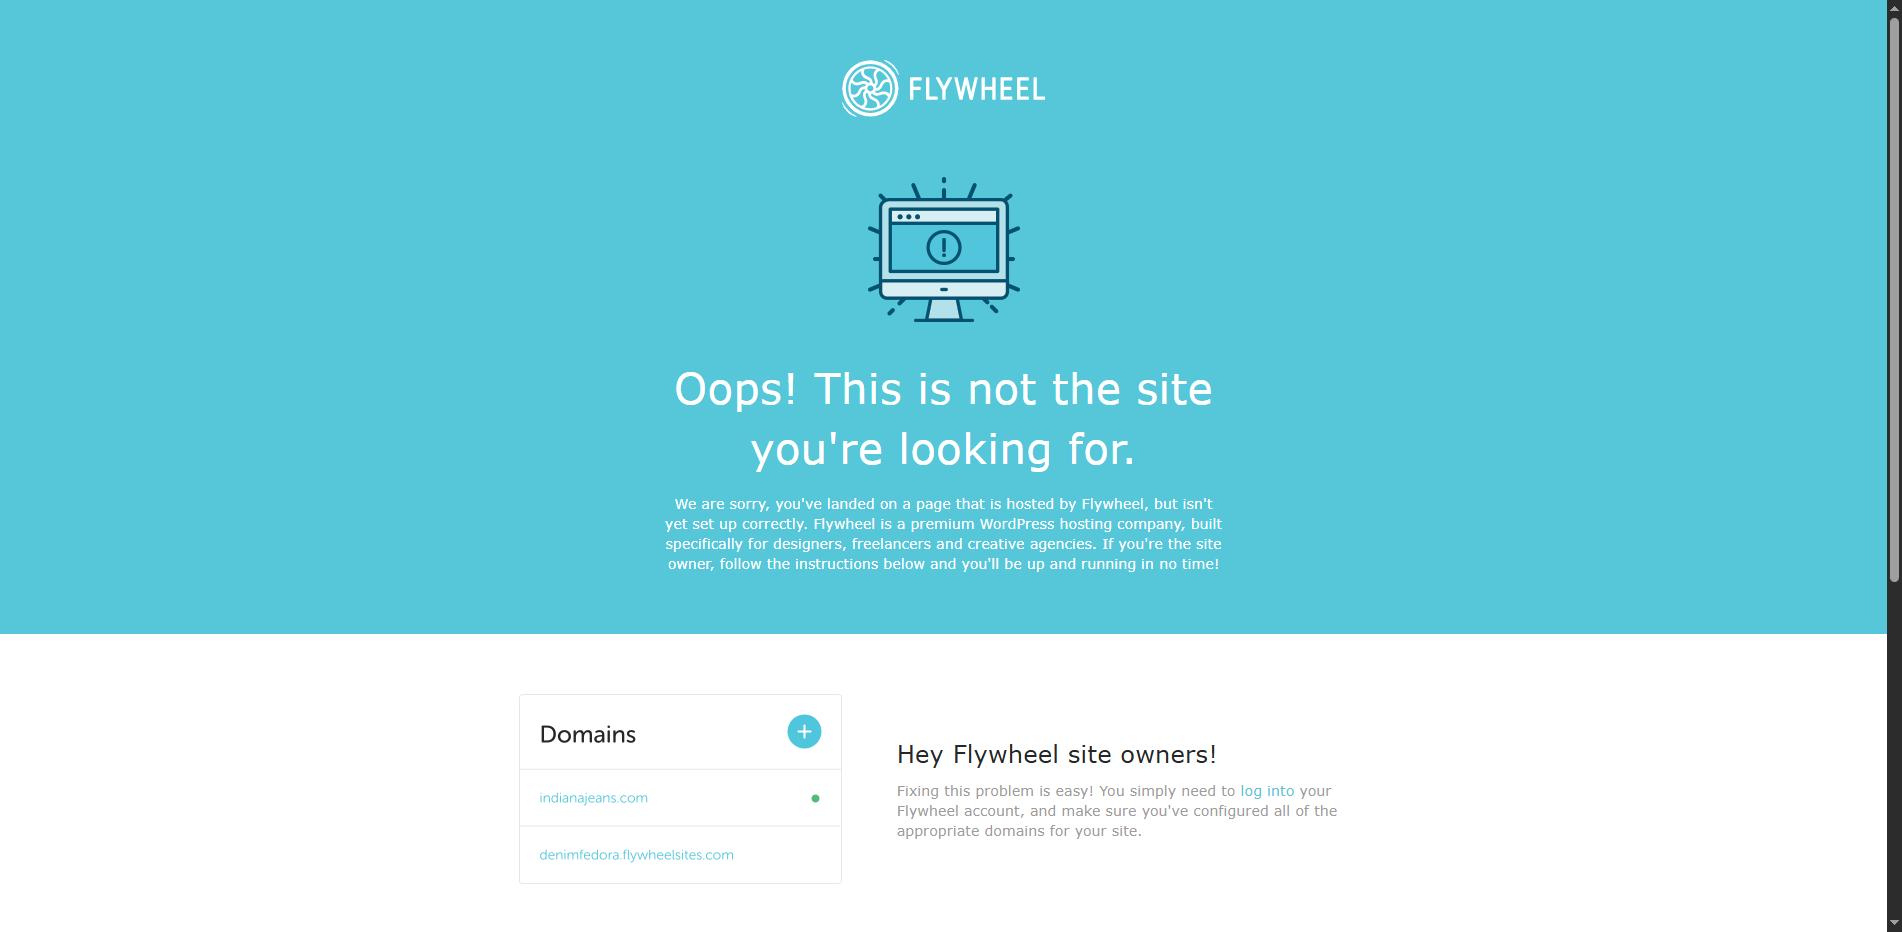 FLYWHEEL
Oops! This is not the site
you're looking for.
We are sorry, you've landed on a page that is hosted by Flywheel, but isn't
yet set up correctly. Flywheel is a premium WordPress hosting company, built
specifically for designers, freelancers and creative agencies. If you're the site
owner, follow the instructions below and you'll be up and running in no time!
Domains
indianajeans.com
denimfedora.flywheelsites.com
Hey Flywheel site owners!
Fixing this problem is easy! You simply need to log into your
Flywheel account, and make sure you've configured all of the
appropriate domains for your site.